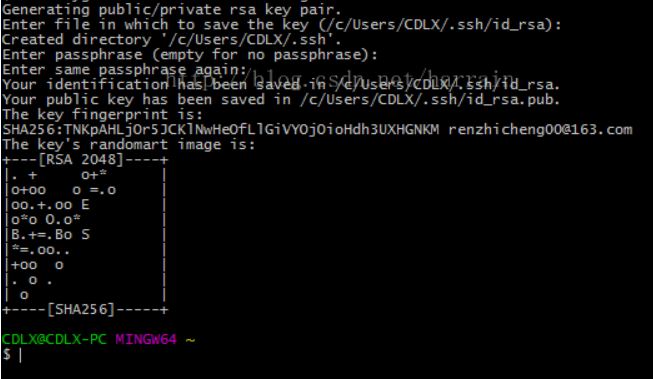 Generating public/private rsa key pair.
Enter file in which to save the key (/c/Users/CDLX/.ssh/id_rsa):
Created directory '/c/Users/CDLX/.ssh'.
Enter passphrase (empty for no passphrase):
Enter same passphrase again:
http://blog.csdn.net/harrain
Your identification has been saved in /c/Users/CDLX/.ssh/id_rsa.
Your public key has been saved in /c/Users/CDLX/.ssh/id_rsa.pub.
The key fingerprint is:
SHA256:TNKpAHLjOr5JCKlNwHeOfLlGiVYOjOioHdh3UXHGNKM renzhicheng00@163.com
The key's randomart image is:
+---[RSA 2048]----+
|. +     o+*      |
|o+oo   o =.o     |
|oo.+.oo E        |
|o*o O.o*         |
|B.+=.Bo S        |
|*=.oo..          |
|+oo  o           |
|. o .            |
| o               |
+----[SHA256]-----+
CDLX@CDLX-PC MINGW64 ~
$